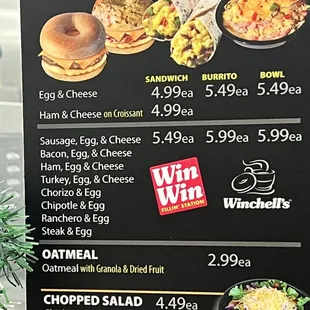 SANDWICH BURRITO BOWL
Egg & Cheese 4.99ea 5.49ea 5.49ea
Ham & Cheese on Croissant 4.99ea
Sausage, Egg, & Cheese 5.49ea 5.99ea 5.99ea
Bacon, Egg, & Cheese
Ham, Egg & Cheese
Turkey, Egg, & Cheese
Chorizo & Egg
Chipotle & Egg
Ranchero & Egg
Steak & Egg
Win
Win
FILLIN' STATION
Winchell's
OATMEAL
Oatmeal with Granola & Dried Fruit 2.99ea
CHOPPED SALAD 4.49ea